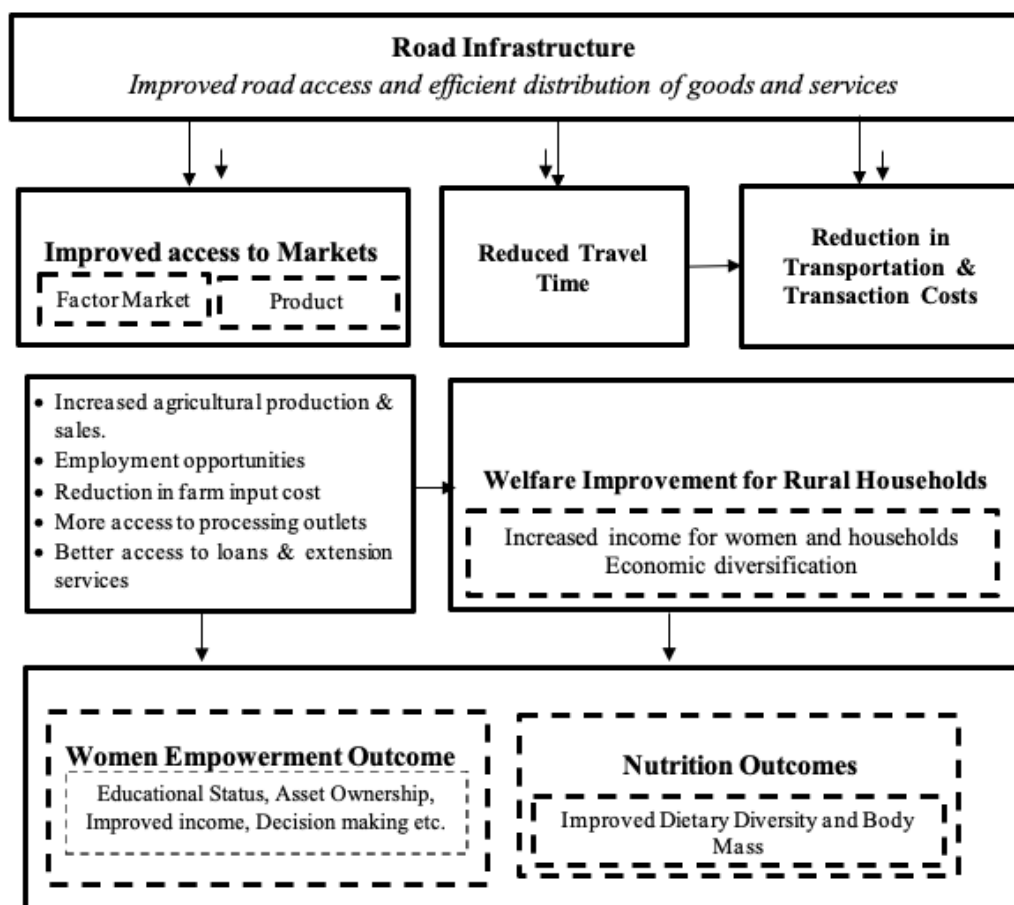 Road Infrastructure
Improved road access and efficient distribution of goods and services
Improved access to Markets
Factor Market
Product
Reduced Travel
Time
Reduction in
Transportation &
Transaction Costs
• Increased agricultural production &
sales.
• Employment opportunities
• Reduction in farm input cost
• More access to processing outlets
• Better access to loans & extension
services
Welfare Improvement for Rural Households
Increased income for women and households
Economic diversification
Women Empowerment Outcome
Educational Status, Asset Ownership,
Improved income, Decision making etc.
Nutrition Outcomes
Improved Dietary Diversity and Body
Mass